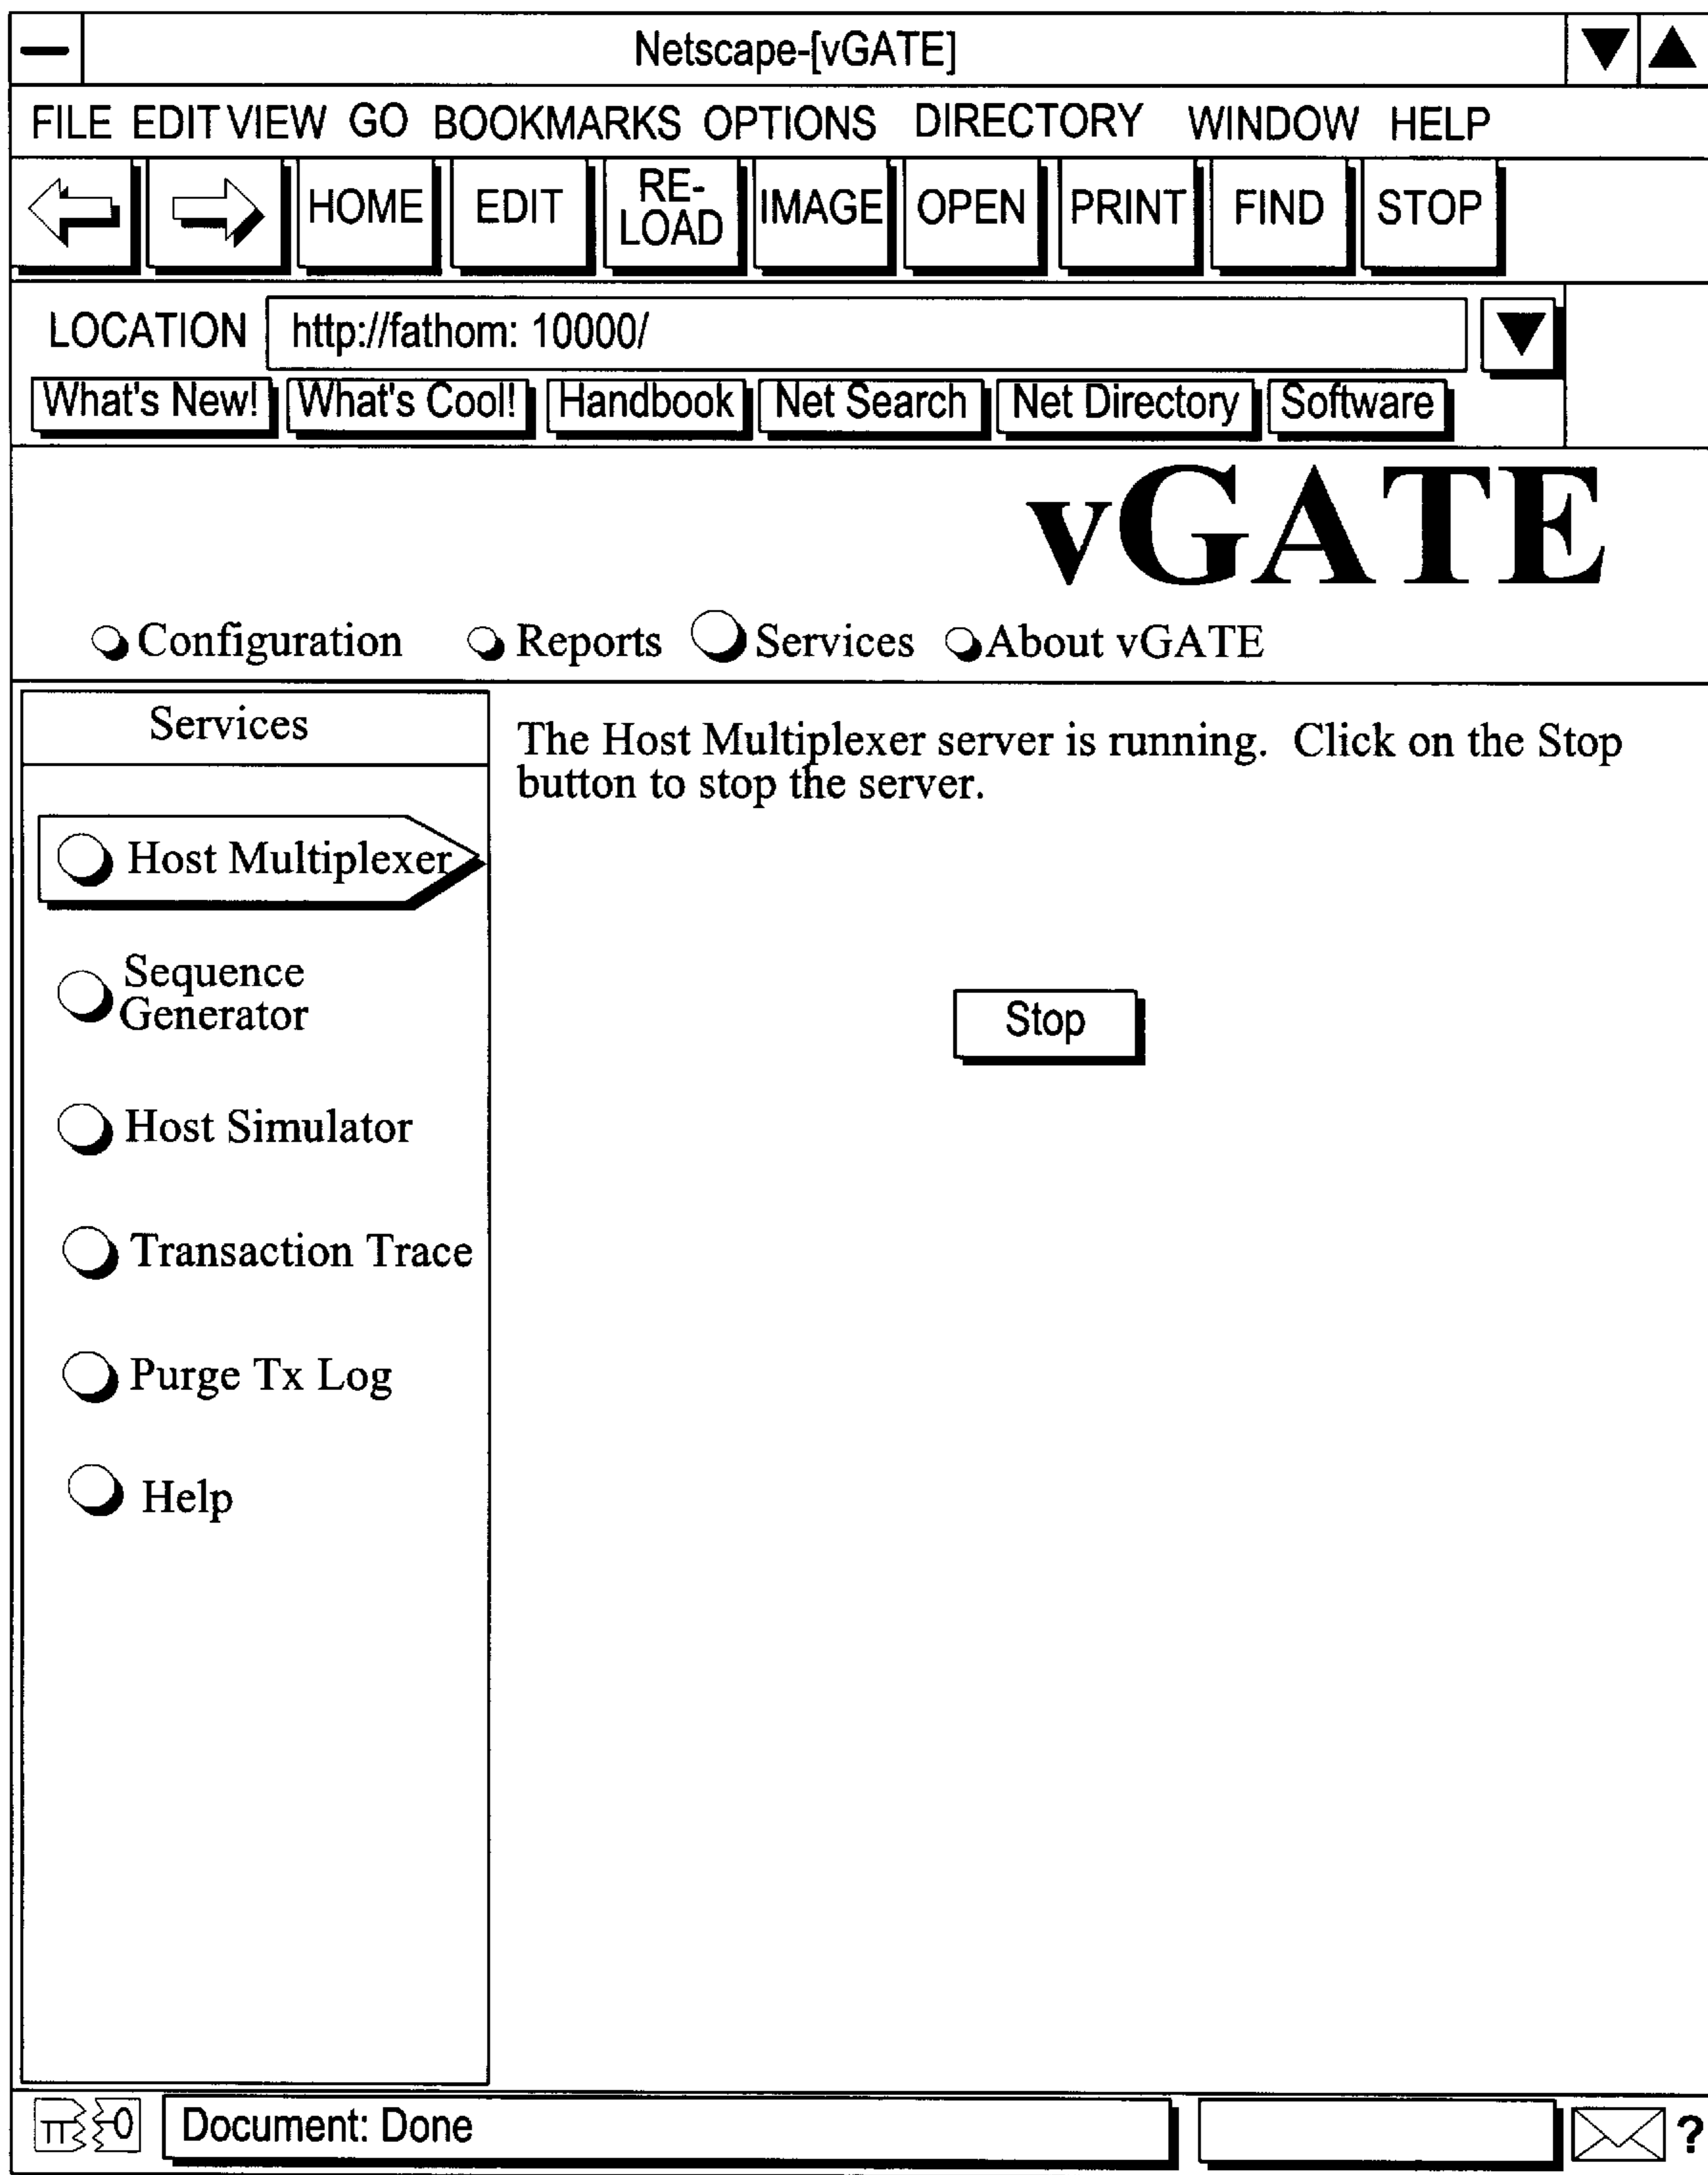 Netscape-[vGATE]
FILE EDIT VIEW GO BOOKMARKS OPTIONS DIRECTORY WINDOW HELP
HOME EDIT RE-LOAD IMAGE OPEN PRINT FIND STOP
LOCATION http://fathom: 10000/
What's New! What's Cool! Handbook Net Search Net Directory Software
vGATE
Configuration Reports Services About vGATE
Services
Host Multiplexer
Sequence
Generator
Host Simulator
Transaction Trace
Purge Tx Log
Help
The Host Multiplexer server is running. Click on the Stop
button to stop the server.
Stop
Document: Done
?